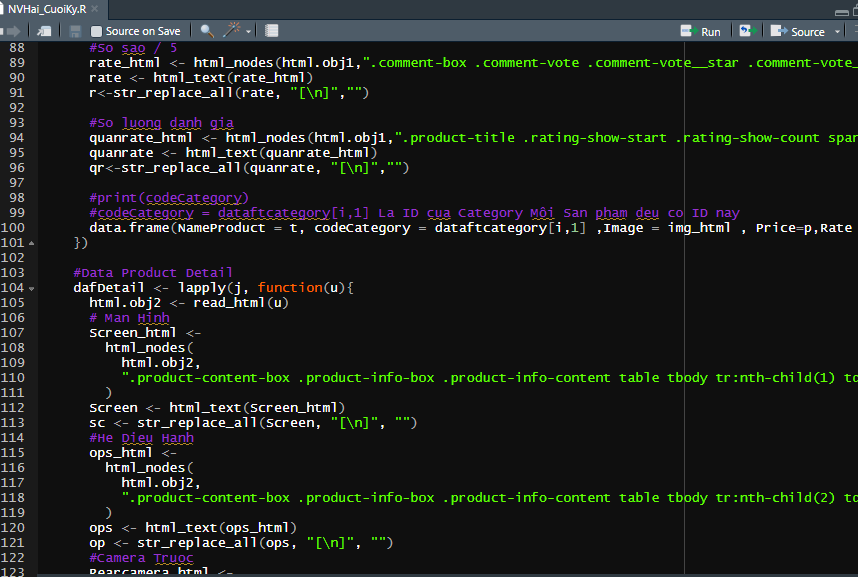 NVHai_CuoiKy.R
Source on Save Run Source
88 #So sao / 5
89 rate_html <- html_nodes(html.obj1,".comment-box .comment-vote .comment-vote__star .comment-vote_
90 rate <- html_text(rate_html)
91 r<-str_replace_all(rate, "[\n]","")
92
93 #So luong danh gia
94 quanrate_html <- html_nodes(html.obj1,".product-title .rating-show-start .rating-show-count span
95 quanrate <- html_text(quanrate_html)
96 qr<-str_replace_all(quanrate, "[\n]","")
97
98 #print(codeCategory)
99 #codeCategory = dataftcategory[i,1] La ID cua Category Mỗi San pham deu co ID nay
100 data.frame(NameProduct = t, codeCategory = dataftcategory[i,1] ,Image = img_html , Price=p,Rate
101 })
102
103 #Data Product Detail
104 dafDetail <- lapply(j, function(u){
105 html.obj2 <- read_html(u)
106 # Man Hinh
107 Screen_html <-
108 html_nodes(
109 html.obj2,
110 ".product-content-box .product-info-box .product-info-content table tbody tr:nth-child(1) td
111 )
112 Screen <- html_text(Screen_html)
113 sc <- str_replace_all(Screen, "[\n]", "")
114 #He Dieu Hanh
115 ops_html <-
116 html_nodes(
117 html.obj2,
118 ".product-content-box .product-info-box .product-info-content table tbody tr:nth-child(2) td
119 )
120 ops <- html_text(ops_html)
121 op <- str_replace_all(ops, "[\n]", "")
122 #Camera Truoc
123 Rearcamera_html <-